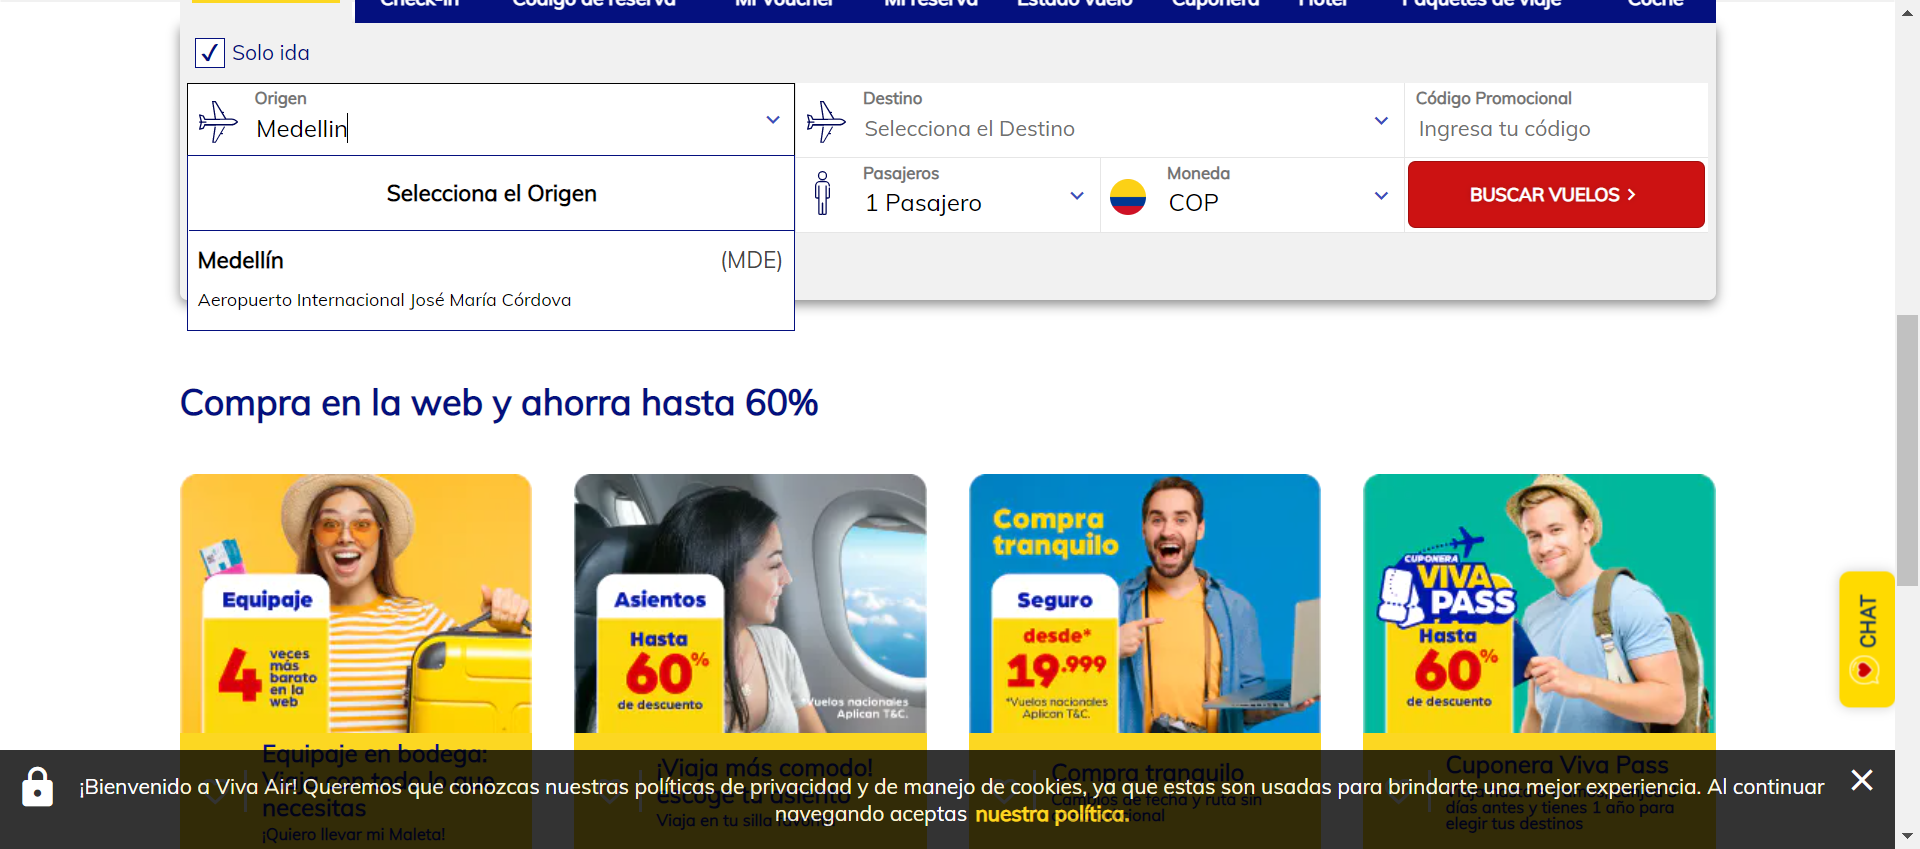 Check-in Código de reserva Mi voucher Mi reserva Estado vuelo Cuponera Hotel Paquetes de viaje Coche
Solo ida
Origen
Medellin
Destino
Selecciona el Destino
Código Promocional
Ingresa tu código
Selecciona el Origen
Pasajeros
1 Pasajero
Moneda
COP
BUSCAR VUELOS
Medellín (MDE)
Aeropuerto Internacional José María Córdova
Compra en la web y ahorra hasta 60%
Equipaje
4 veces
más
barato
en la
web
Asientos
Hasta
60%
de descuento
*Vuelos nacionales
Aplican T&C.
Compra
tranquilo
Seguro
desde*
19.999
*Vuelos nacionales
Aplican T&C.
CUPONERA
VIVA
PASS
Hasta
60%
de descuento
CHAT
Equipaje en bodega:
Viaja con todo lo que
necesitas
¡Quiero llevar mi Maleta!
¡Viaja más comodo!
escoge tu asiento
Viaja en tu silla
Compra tranquilo
Cambios de fecha y ruta sin
Cuponera Viva Pass
días antes y tienes 1 año para
elegir tus destinos
¡Bienvenido a Viva Air! Queremos que conozcas nuestras políticas de privacidad y de manejo de cookies, ya que estas son usadas para brindarte una mejor experiencia. Al continuar
navegando aceptas nuestra política.